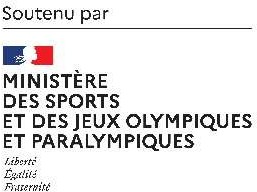 Soutenu par
MINISTÈRE
DES SPORTS
ET DES JEUX OLYMPIQUES
ET PARALYMPIQUES
Liberté
Égalité
Fraternité